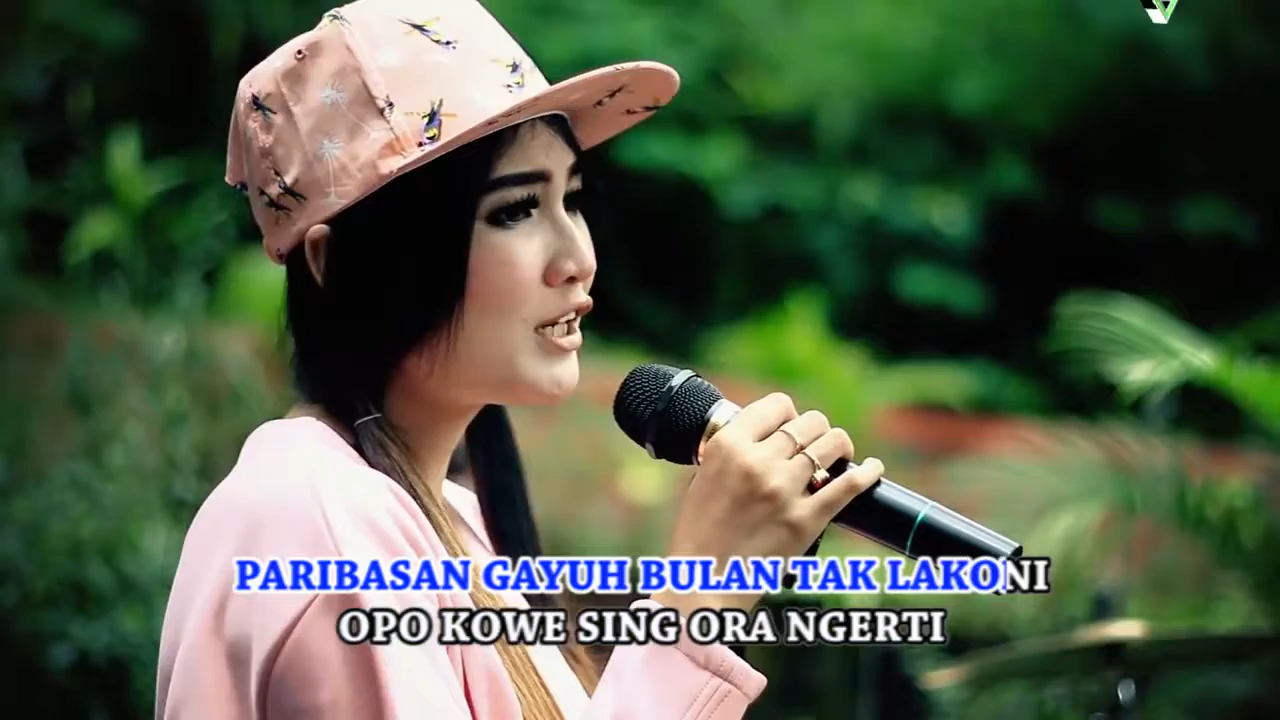 PARIBASAN GAYUH BULAN TAK LAKONI
OPO KOWE SING ORA NGERTI